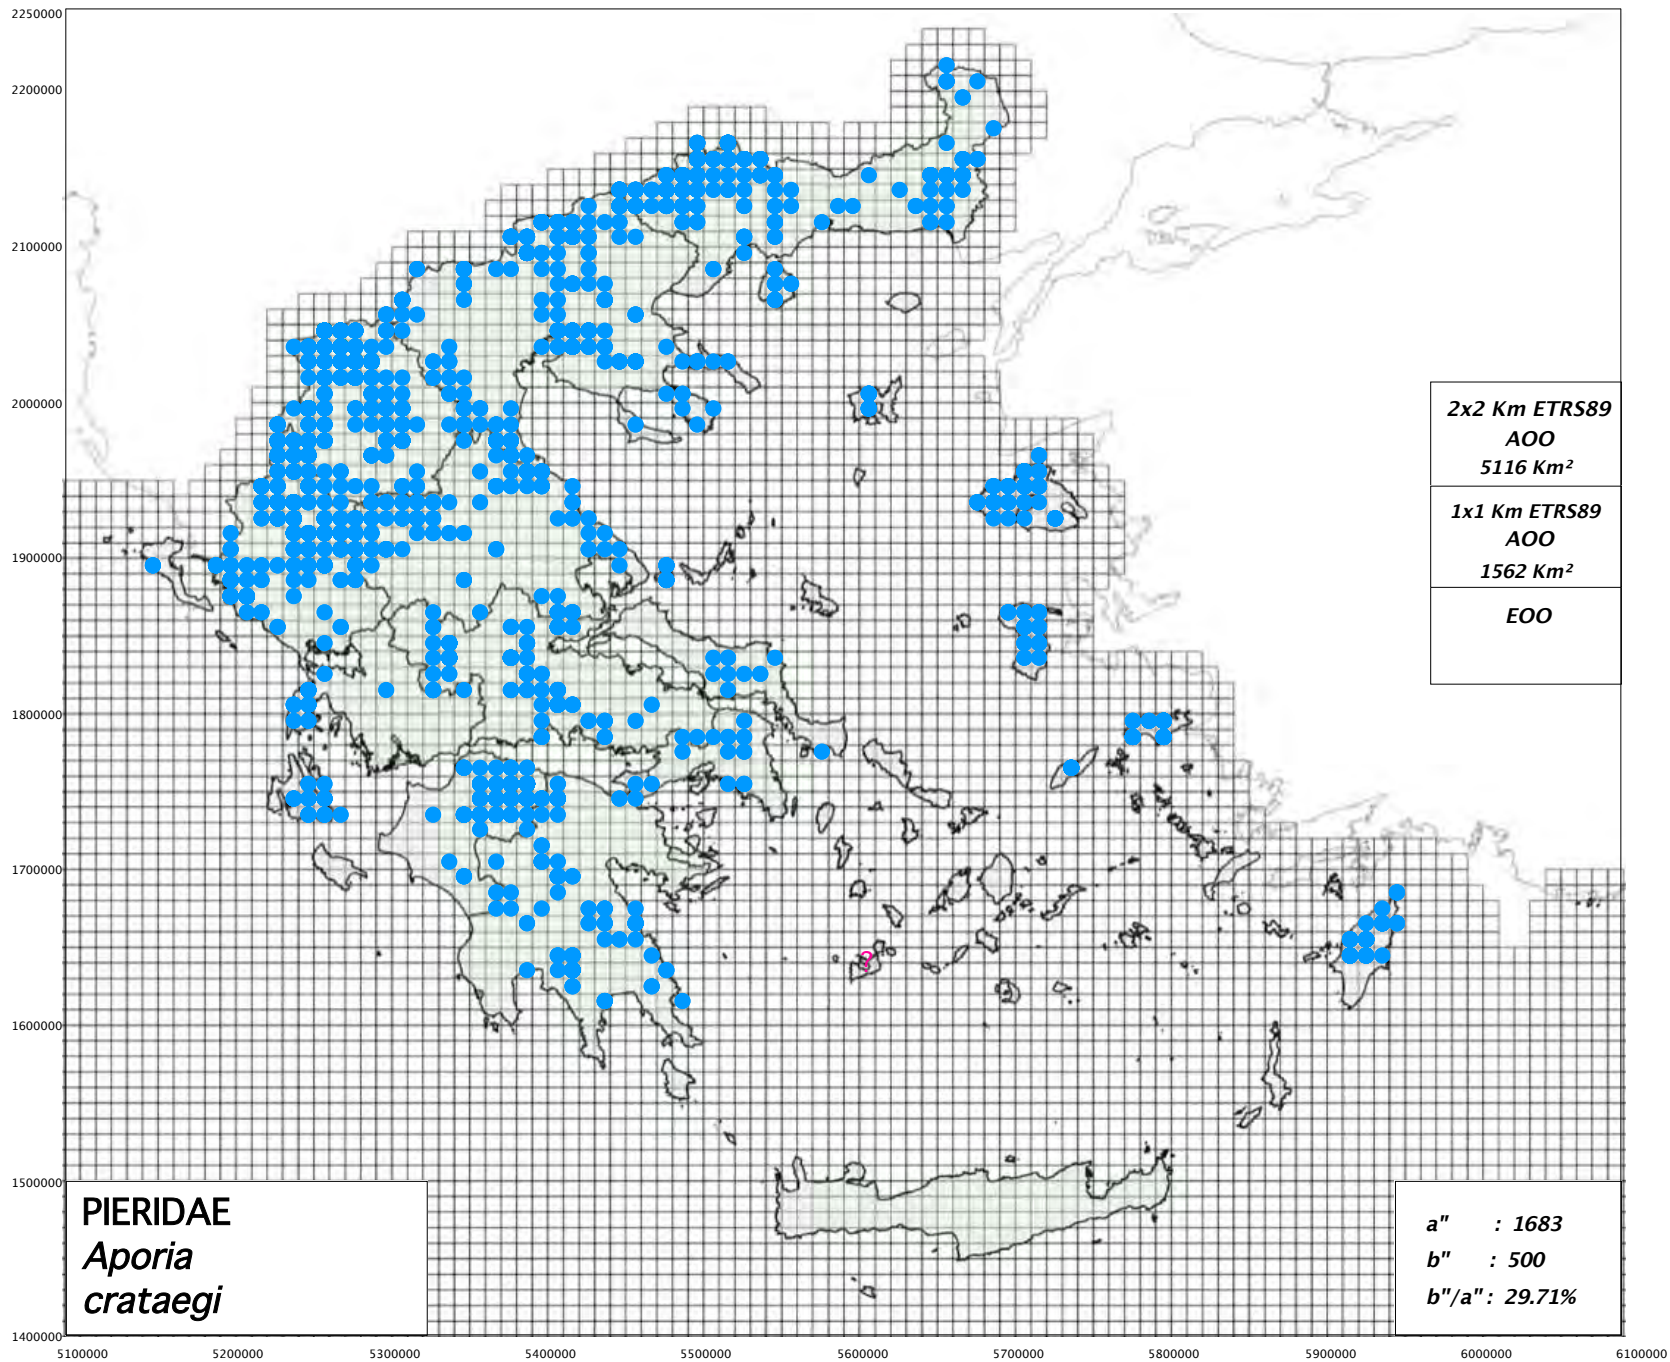 2250000
2200000
2100000
2000000
1900000
1800000
1700000
1600000
1500000
1400000
2x2 Km ETRS89
AOO
5116 Km²
1x1 Km ETRS89
AOO
1562 Km²
EOO
?
PIERIDAE
Aporia
crataegi
a" : 1683
b" : 500
b"/a" : 29.71%
5100000 5200000 5300000 5400000 5500000 5600000 5700000 5800000 5900000 6000000 6100000